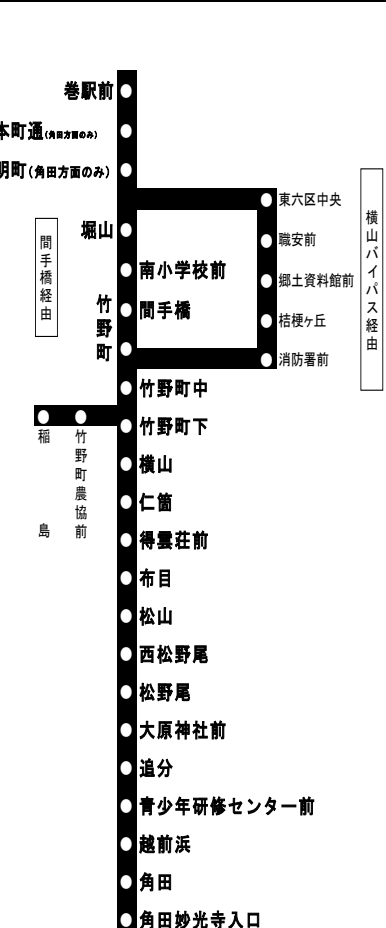 巻駅前
本町通(角田方面のみ)
明町(角田方面のみ)
東六区中央
横山バイパス経由
間手橋経由
堀山
職安前
南小学校前
郷土資料館前
竹野町
間手橋
桔梗ヶ丘
消防署前
竹野町中
竹野町下
稲島
竹野町農協前
横山
仁箇
得雲荘前
布目
松山
西松野尾
松野尾
大原神社前
追分
青少年研修センター前
越前浜
角田
角田妙光寺入口